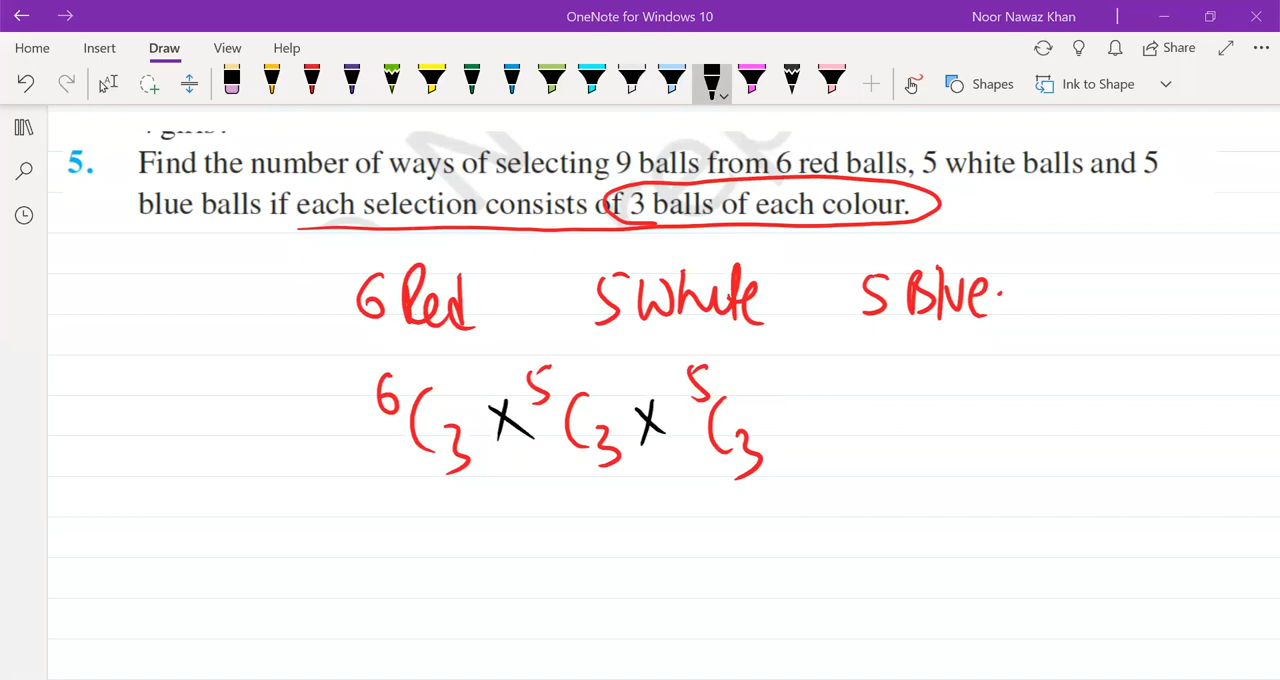 OneNote for Windows 10
Noor Nawaz Khan
Home Insert Draw View Help
Share
Shapes
Ink to Shape
5. Find the number of ways of selecting 9 balls from 6 red balls, 5 white balls and 5
blue balls if each selection consists of 3 balls of each colour.
6 Red 5 White 5 Blue.
⁶C₃ × ⁵C₃ × ⁵C₃